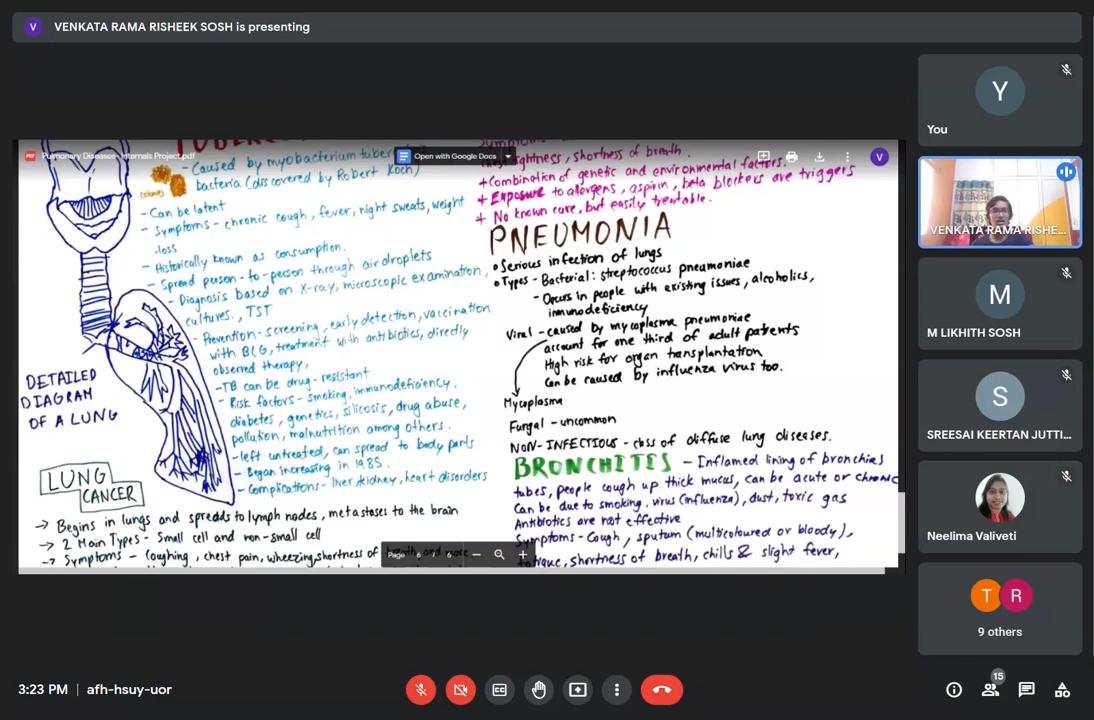 V VENKATA RAMA RISHEEK SOSH is presenting
Pulmonary Diseases- Internals Project.pdf
Open with Google Docs
V
- Caused by myobacterium
bacteria (discovered by Robert Koch)
- Can be latent
- Symptoms - chronic cough, fever, night sweats, weight
loss
- Historically known as consumption.
- Spread person-to-person through air droplets
- Diagnosis based on X-ray, microscopic examination,
cultures, TST
- Prevention - screening, early detection, vaccination
with BCG, treatment with antibiotics, directly
observed therapy,
- TB can be drug-resistant
- Risk factors - smoking, immunodeficiency,
diabetes, genetics, silicosis, drug abuse,
pollution, malnutrition among others.
- left untreated, can spread to body parts
- Began increasing in 1985.
- Complications - liver, kidney, heart disorders
DETAILED
DIAGRAM
OF A LUNG
LUNG
CANCER
→ Begins in lungs and spreads to lymph nodes, metastases to the brain
→ 2 Main Types - Small cell and non-small cell
→ Symptoms - Coughing, chest pain, wheezing, shortness of breath, and more
tightness, shortness of breath.
+ Combination of genetic and environmental factors.
+ Exposure to allergens, aspirin, beta blockers are triggers
+ No known cure, but easily treatable.
PNEUMONIA
• Serious infection of lungs
• Types - Bacterial: streptococcus pneumoniae
- Occurs in people with existing issues, alcoholics,
immunodeficiency
Viral - caused by mycoplasma pneumoniae
account for one third of adult patients
High risk for organ transplantation
Can be caused by influenza virus too.
Mycoplasma
Fungal - uncommon
NON-INFECTIOUS - class of diffuse lung diseases.
BRONCHITES - Inflamed lining of bronchias
tubes, people cough up thick mucus, can be acute or chronic
Can be due to smoking, virus (influenza), dust, toxic gas
Antibiotics are not effective
Symptoms - Cough, sputum (multicoloured or bloody),
fatigue, shortness of breath, chills & slight fever,
Page 6 / 6
Y
You
VENKATA RAMA RISHE...
M
M LIKHITH SOSH
S
SREESAI KEERTAN JUTTI...
Neelima Valiveti
T R
9 others
3:23 PM | afh-hsuy-uor
15